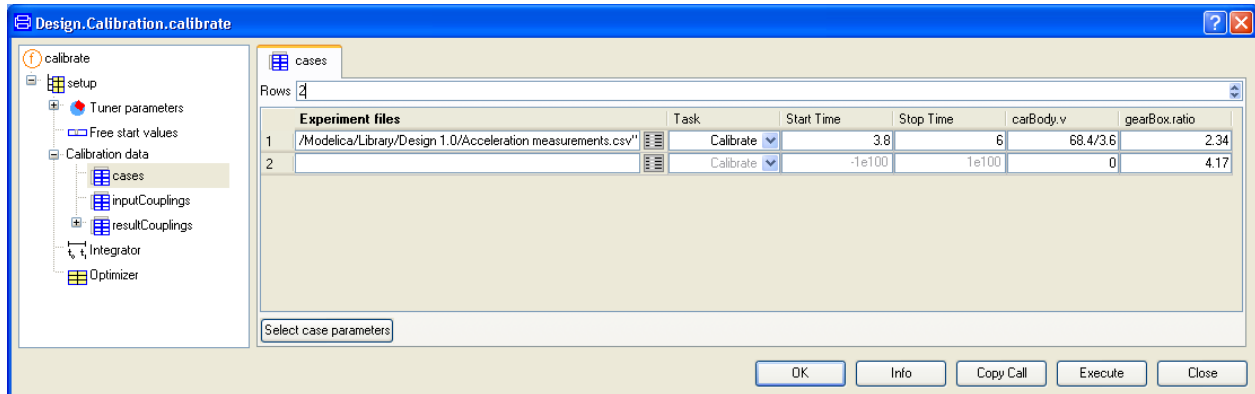 Design.Calibration.calibrate
calibrate
setup
Tuner parameters
Free start values
Calibration data
cases
inputCouplings
resultCouplings
Integrator
Optimizer
cases
Rows 2
Experiment files Task Start Time Stop Time carBody.v gearBox.ratio
1 /Modelica/Library/Design 1.0/Acceleration measurements.csv" Calibrate 3.8 6 68.4/3.6 2.34
2 Calibrate -1e100 1e100 0 4.17
Select case parameters
OK Info Copy Call Execute Close